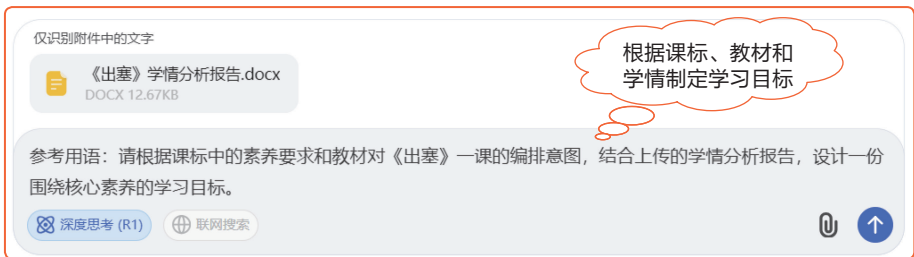 仅识别附件中的文字
《出塞》学情分析报告.docx
DOCX 12.67KB
根据课标、教材和
学情制定学习目标
参考用语：请根据课标中的素养要求和教材对《出塞》一课的编排意图，结合上传的学情分析报告，设计一份
围绕核心素养的学习目标。
深度思考 (R1)
联网搜索